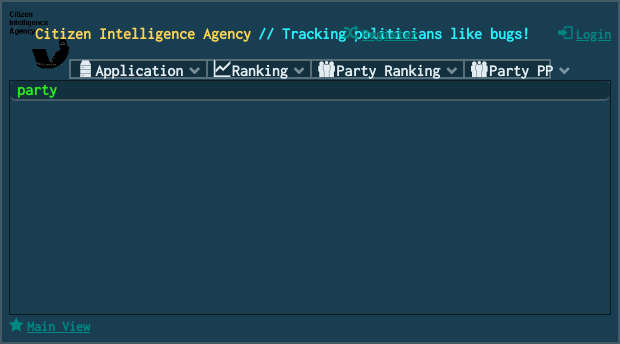 Citizen
Intelligence
Agency
Citizen Intelligence Agency // Tracking politicians like bugs!
Register
Login
Application
Ranking
Party Ranking
Party PP
party
Main View